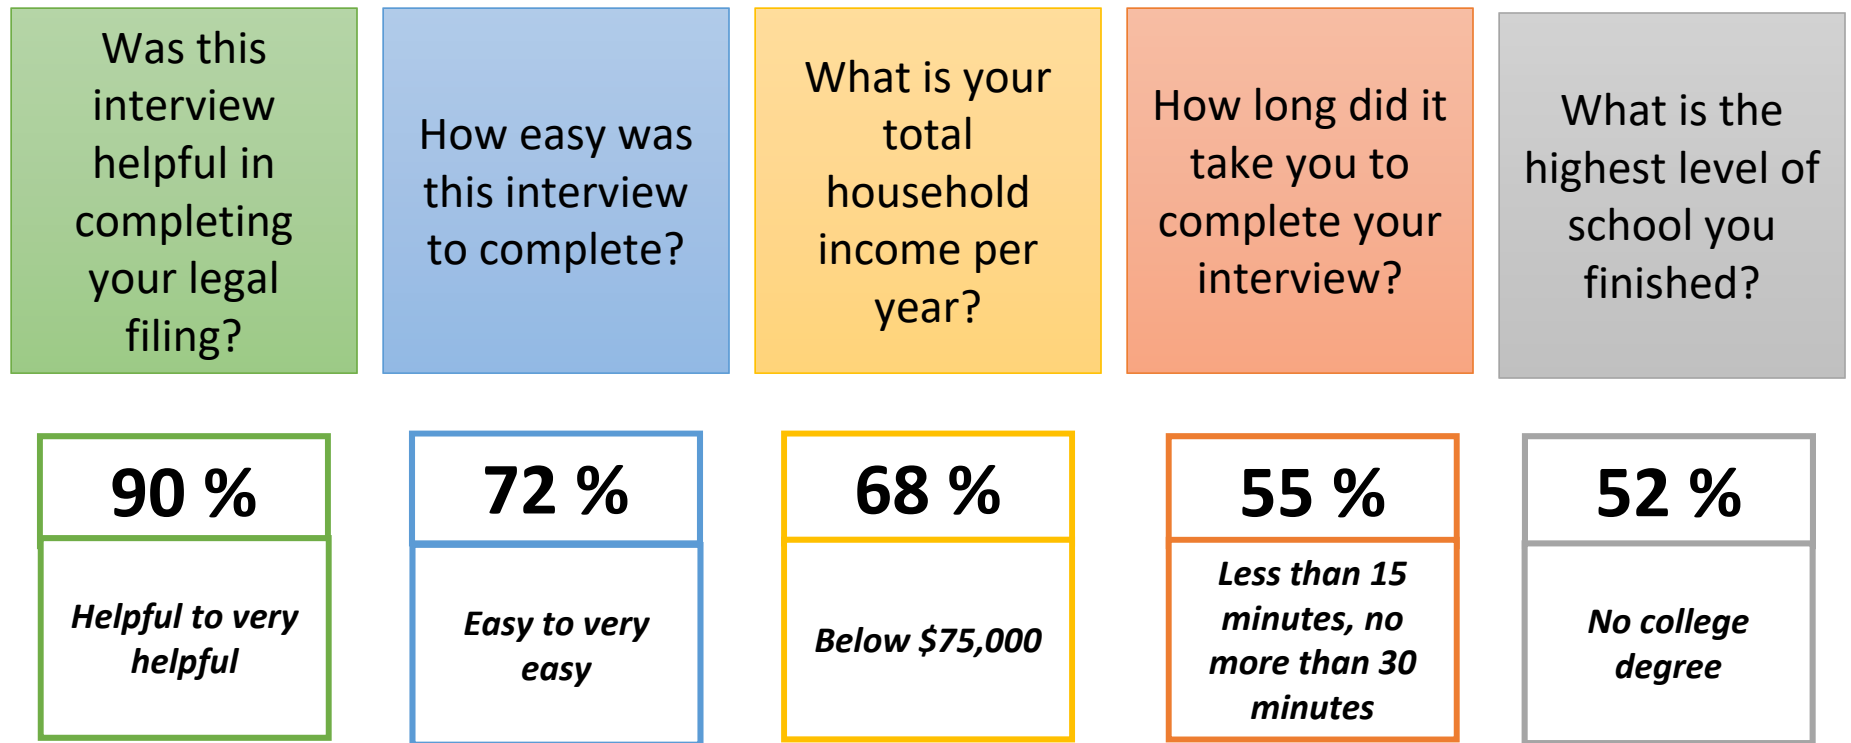 Was this
interview
helpful in
completing
your legal
filing?
How easy was
this interview
to complete?
What is your
total
household
income per
year?
How long did it
take you to
complete your
interview?
What is the
highest level of
school you
finished?
90 %
Helpful to very
helpful
72 %
Easy to very
easy
68 %
Below $75,000
55 %
Less than 15
minutes, no
more than 30
minutes
52 %
No college
degree